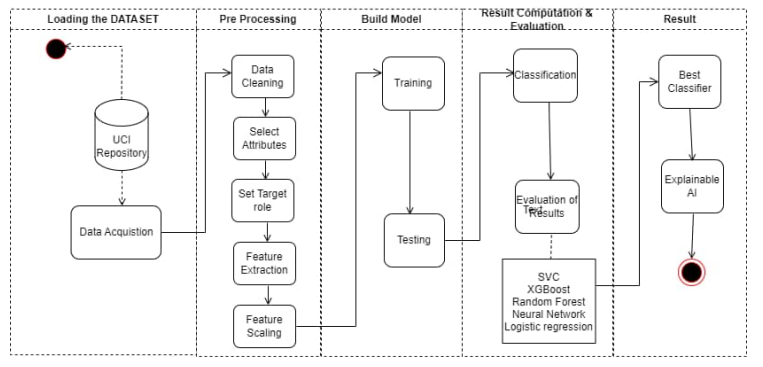 Loading the DATASET
Pre Processing
Build Model
Result Computation &
Evaluation
Result
UCI
Repository
Data Acquistion
Data
Cleaning
Select
Attributes
Set Target
role
Feature
Extraction
Feature
Scaling
Training
Testing
Classification
Evaluation of
Text
Results
SVC
XGBoost
Random Forest
Neural Network
Logistic regression
Best
Classifier
Explainable
AI